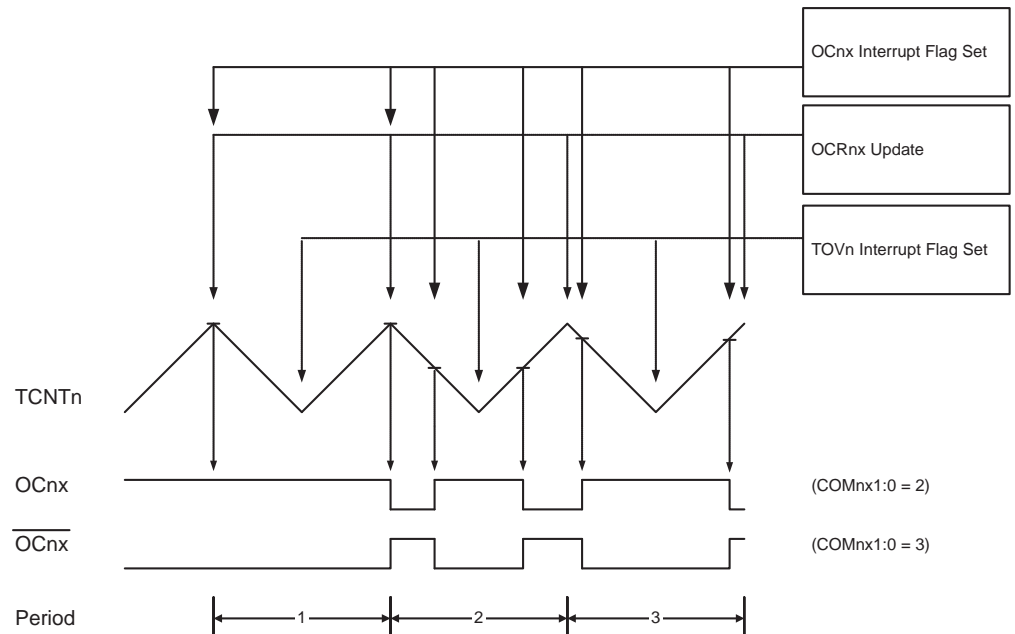 OCnx Interrupt Flag Set
OCRnx Update
TOVn Interrupt Flag Set
TCNTn
OCnx
(COMnx1:0 = 2)
OCnx
(COMnx1:0 = 3)
Period
1
2
3